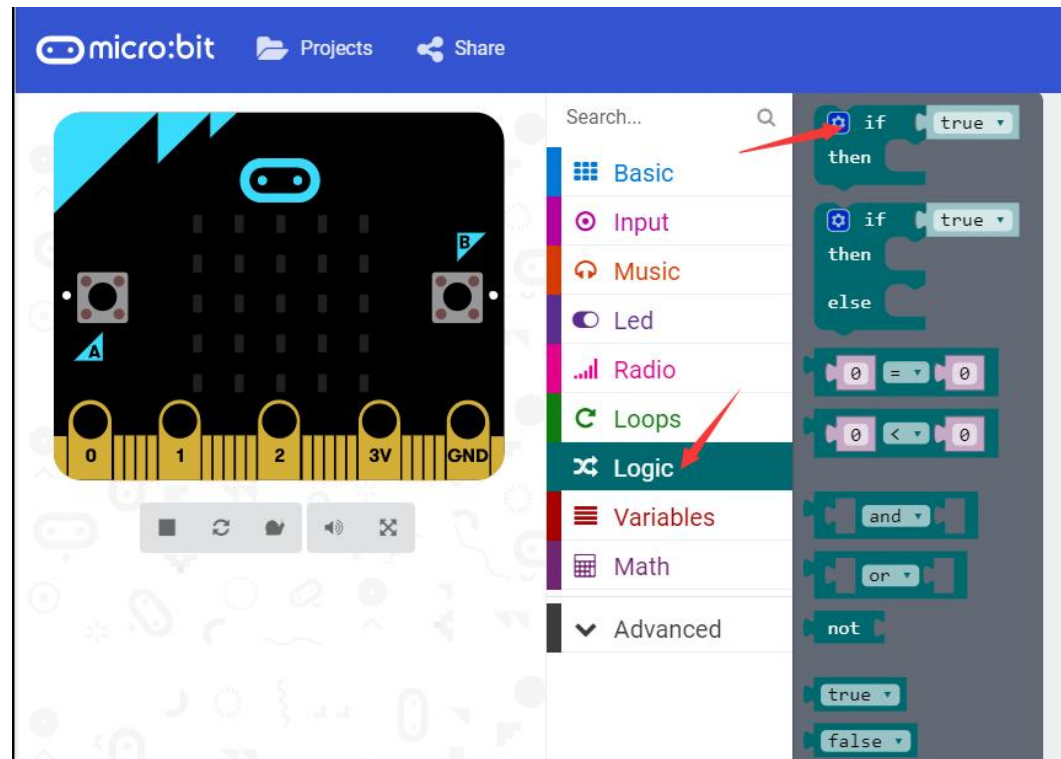 micro:bit Projects Share
B
A
0 1 2 3V GND
Search...
Basic
Input
Music
Led
Radio
Loops
Logic
Variables
Math
Advanced
if true
then
if true
then
else
0 = 0
0 < 0
and
or
not
true
false